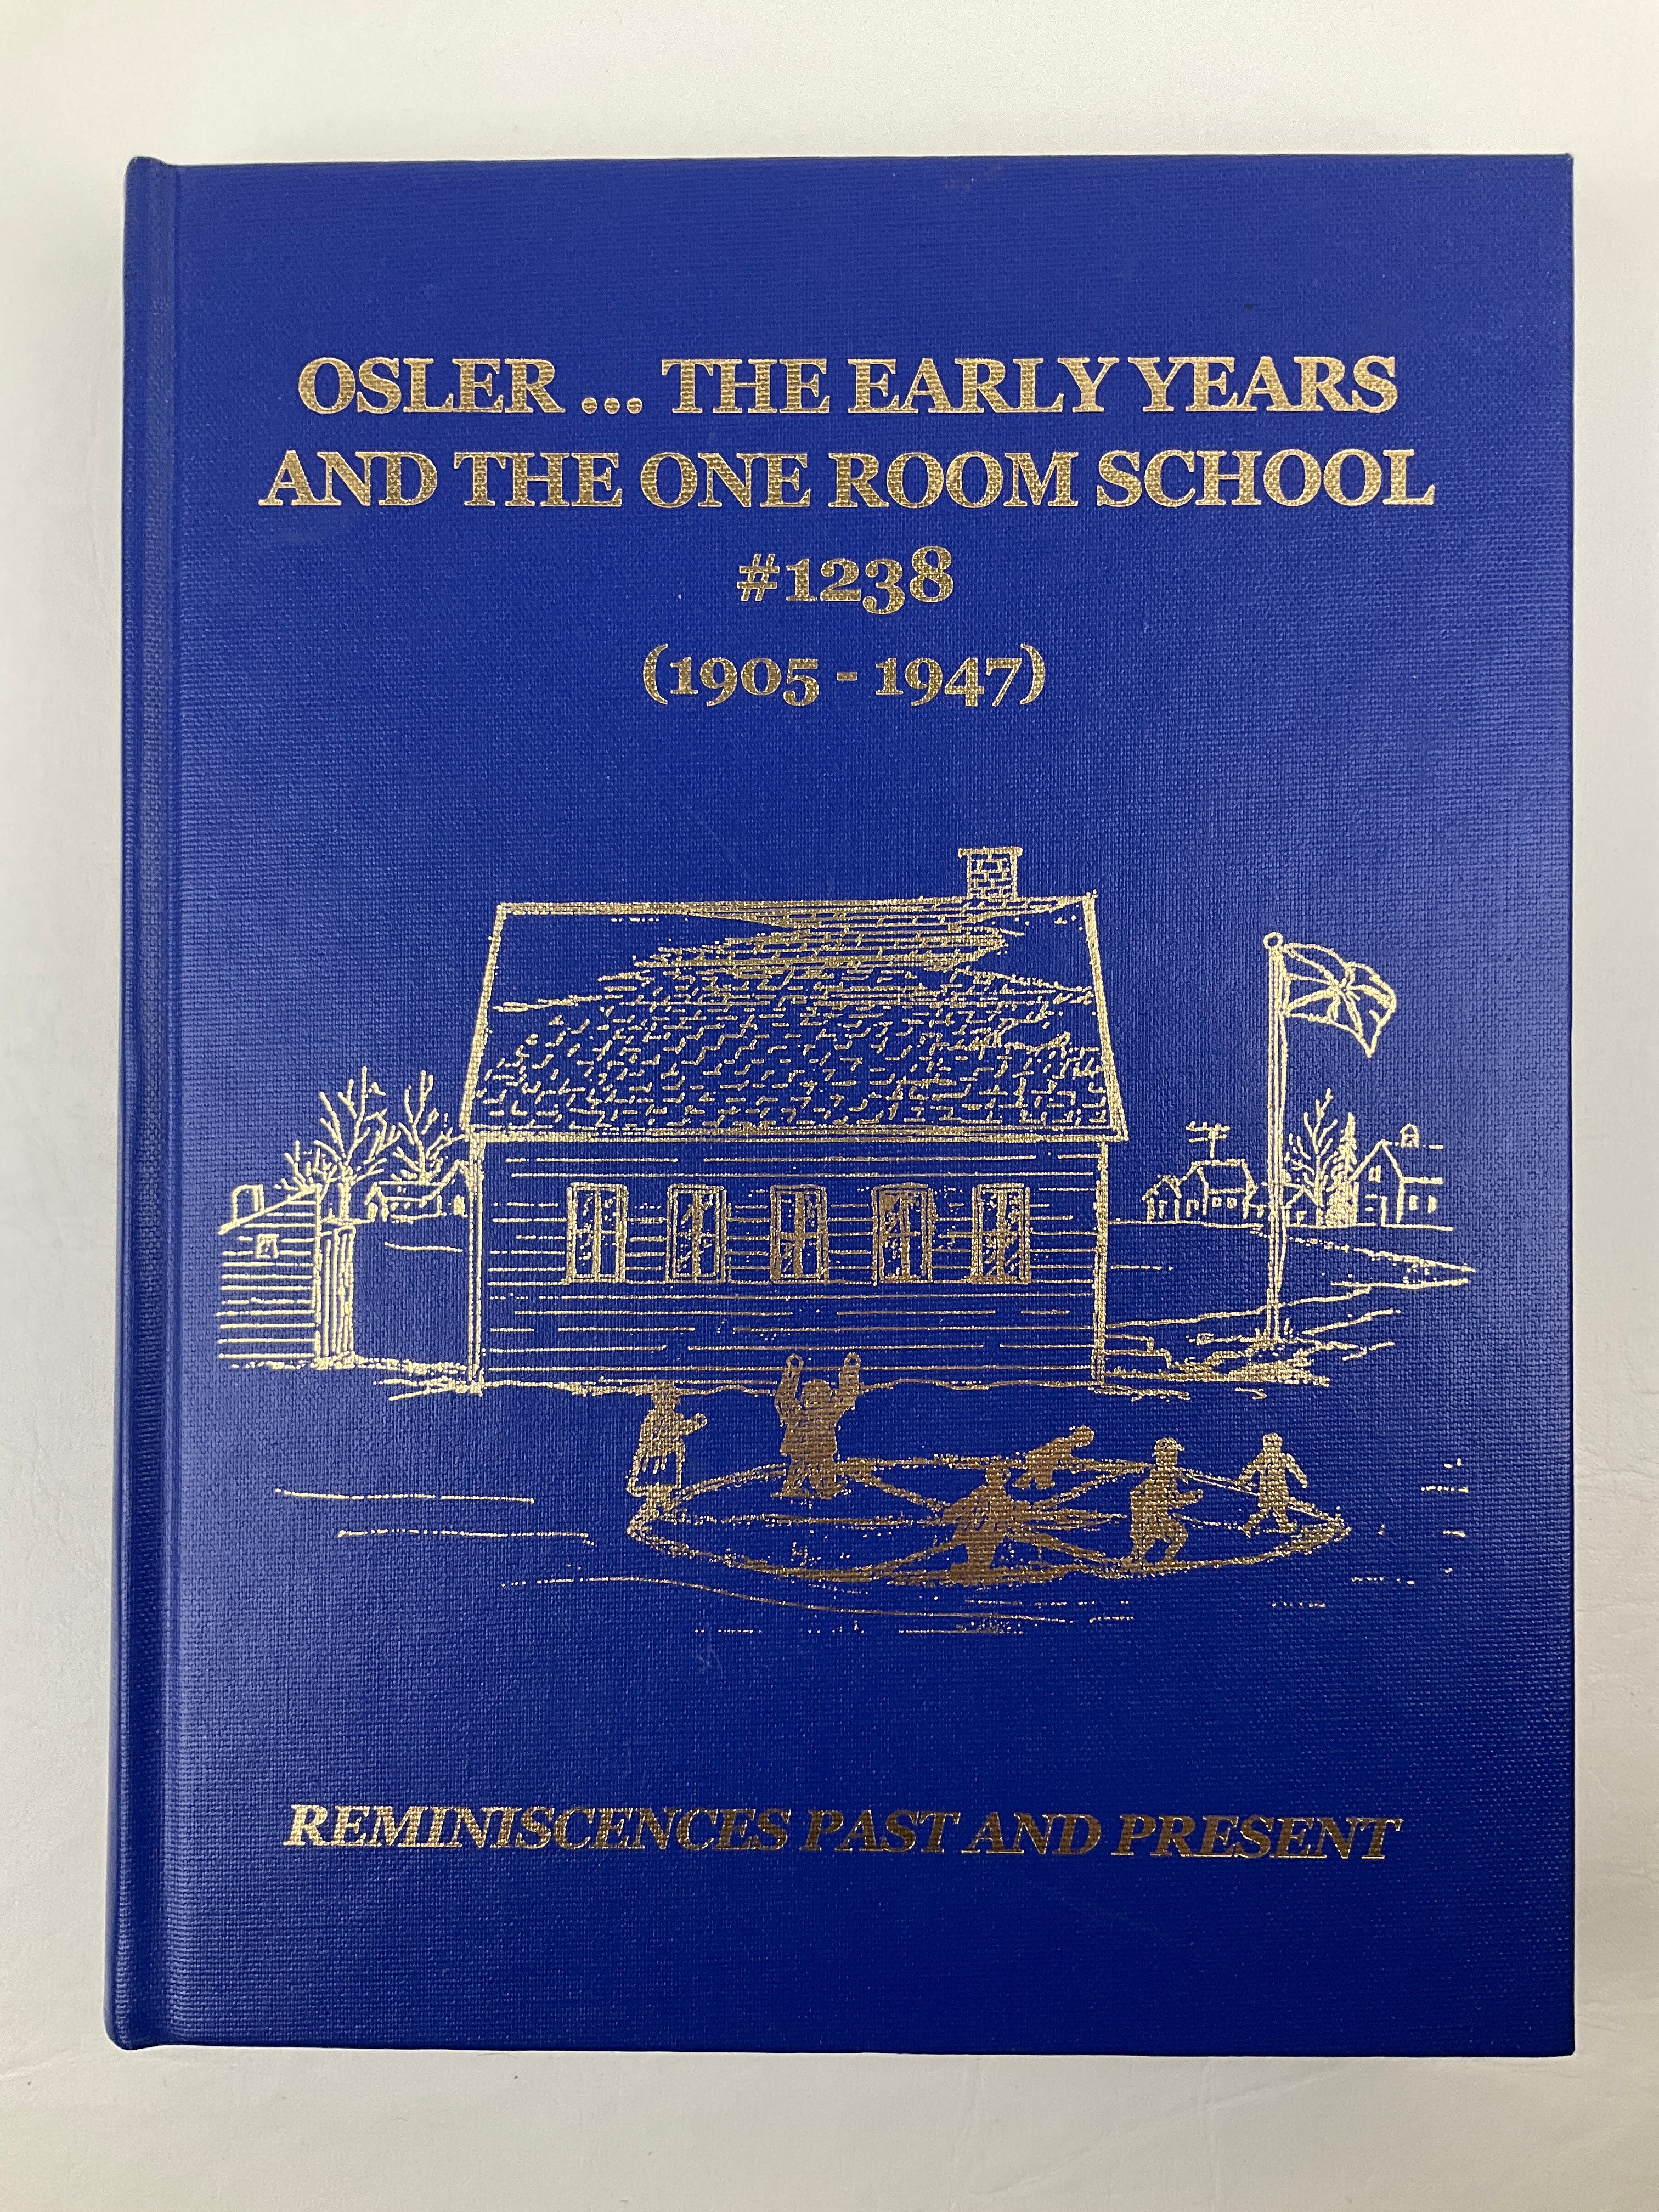 OSLER ... THE EARLY YEARS
AND THE ONE ROOM SCHOOL
#1238
(1905 - 1947)
REMINISCENCES PAST AND PRESENT